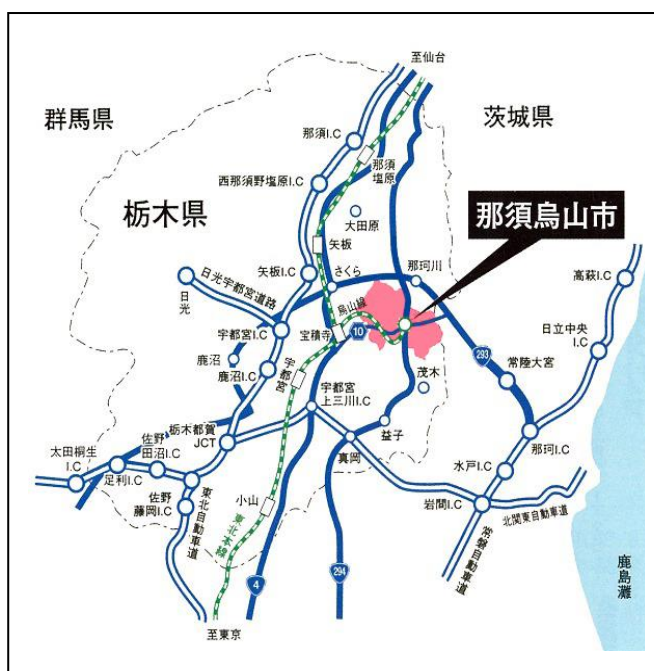 至仙台
群馬県
茨城県
那須I.C
那須
塩原
西那須野塩原I.C
栃木県
大田原
那須烏山市
矢板
那珂川
矢板I.C
さくら
高萩I.C
日光宇都宮道路
日光
烏山線
宇都宮I.C
宝積寺
10
日立中央
I.C
293
鹿沼
鹿沼I.C
宇都宮
茂木
常陸大宮
宇都宮
上三川I.C
栃木都賀
JCT
益子
那珂I.C
佐野
田沼I.C
太田桐生
I.C
足利I.C
真岡
水戸I.C
佐野
藤岡I.C
東北自動車道
小山
岩間I.C
北関東自動車道
東北本線
常磐自動車道
鹿島灘
294
4
至東京